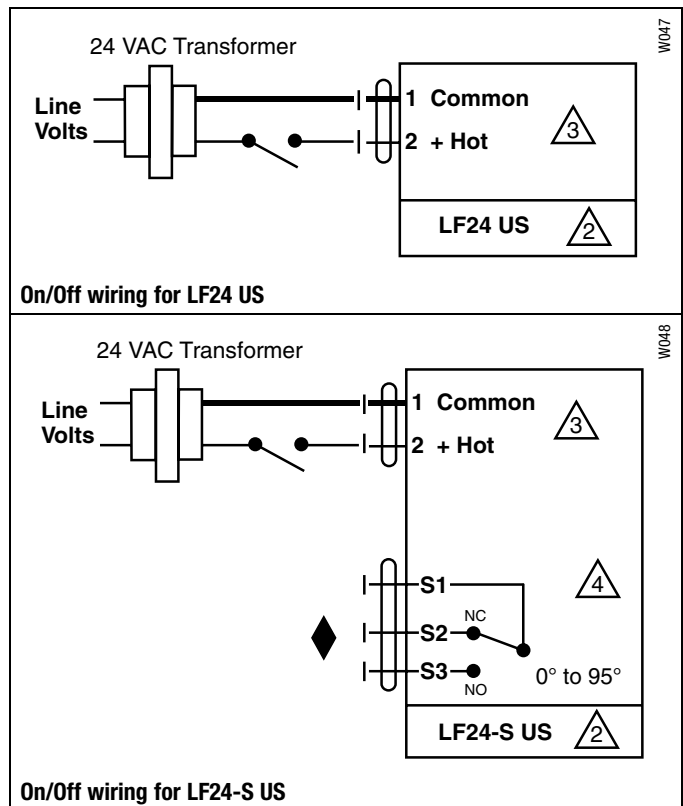 W047
24 VAC Transformer
Line
Volts
1 Common
2 + Hot
3
LF24 US
2
On/Off wiring for LF24 US
W048
24 VAC Transformer
Line
Volts
1 Common
2 + Hot
3
4
S1
S2
NC
S3
NO
0° to 95°
LF24-S US
2
On/Off wiring for LF24-S US